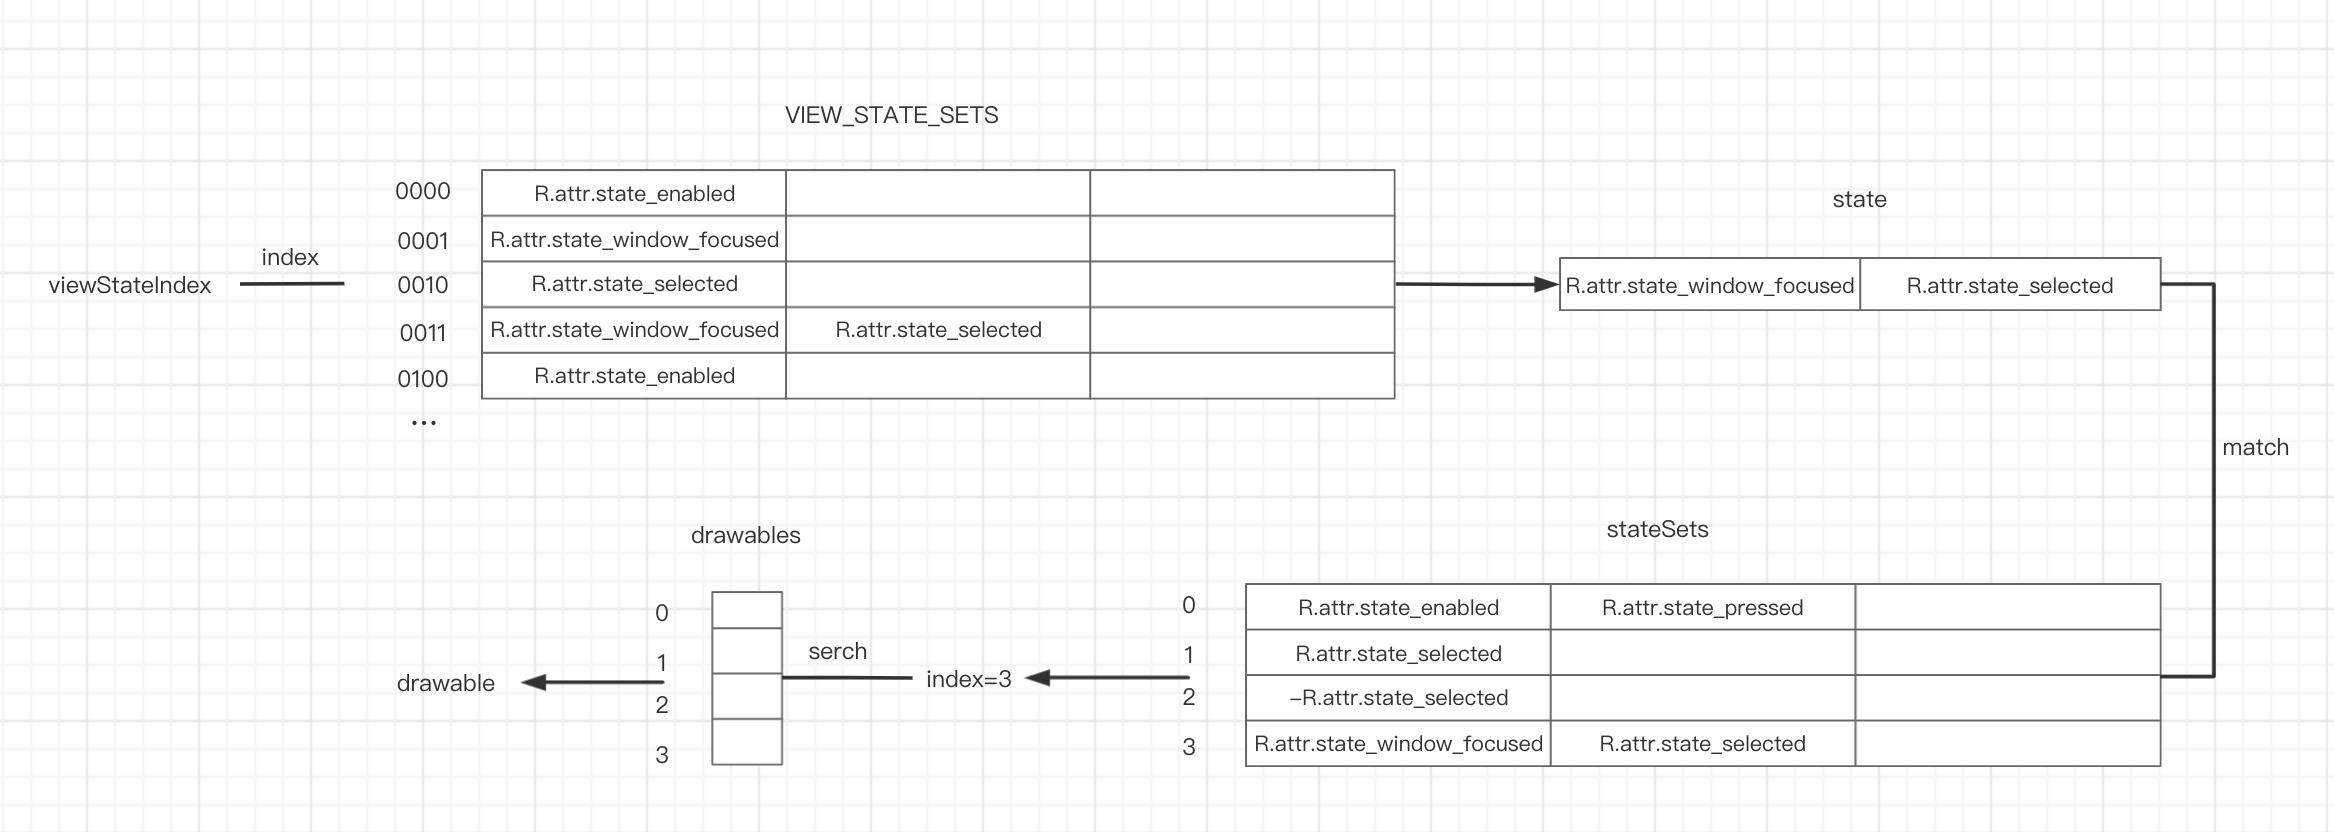 VIEW_STATE_SETS
0000 R.attr.state_enabled
0001 R.attr.state_window_focused
0010 R.attr.state_selected
0011 R.attr.state_window_focused R.attr.state_selected
0100 R.attr.state_enabled
...
viewStateIndex
index
state
R.attr.state_window_focused R.attr.state_selected
match
stateSets
0 R.attr.state_enabled R.attr.state_pressed
1 R.attr.state_selected
2 -R.attr.state_selected
3 R.attr.state_window_focused R.attr.state_selected
index=3
serch
drawables
0
1
2
3
drawable